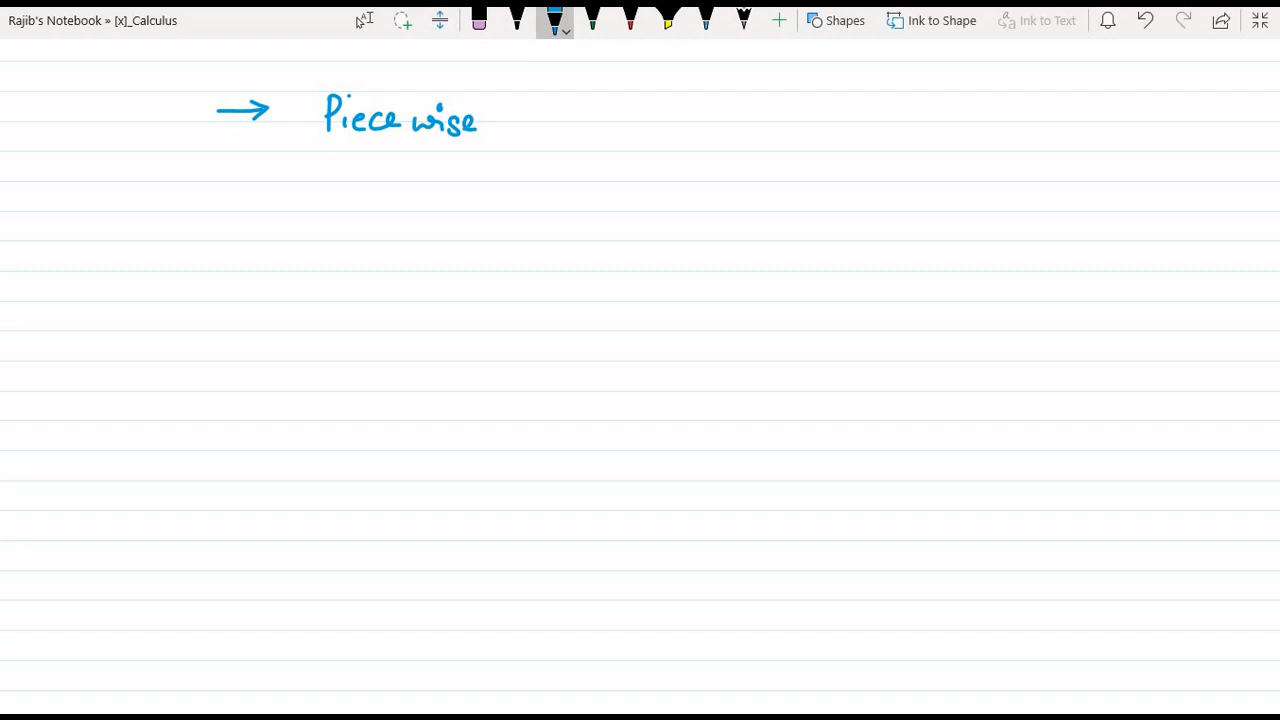 Rajib's Notebook » [x]_Calculus
Shapes
Ink to Shape
Ink to Text
→ Piece wise